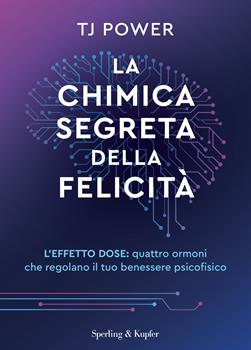 TJ POWER
LA
CHIMICA
SEGRETA
DELLA
FELICITÀ
L'EFFETTO DOSE: quattro ormoni
che regolano il tuo benessere psicofisico
Sperling & Kupfer